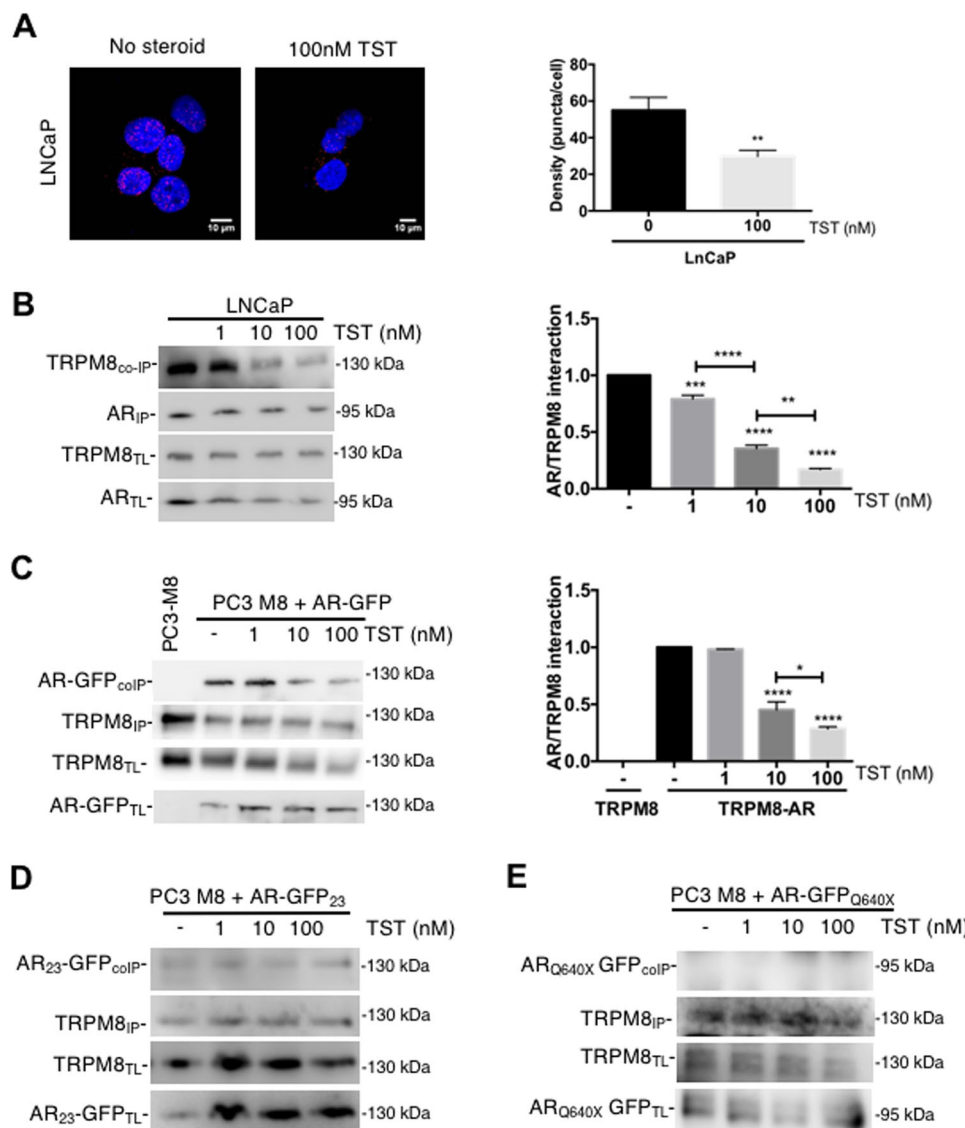 A
No steroid 100nM TST
LNCaP
10 µm 10 µm
Density (puncta/cell)
80
60
40
20
0
**
0 100 TST (nM)
LnCaP
B
LNCaP
1 10 100 TST (nM)
TRPM8co-IP- -130 kDa
ARIP- -95 kDa
TRPM8TL- -130 kDa
ARTL- -95 kDa
AR/TRPM8 interaction
1.5
1.0
0.5
0.0
****
***
**
****
****
- 1 10 100 TST (nM)
C
PC3-M8
PC3 M8 + AR-GFP
- 1 10 100 TST (nM)
AR-GFPcoIP- -130 kDa
TRPM8IP- -130 kDa
TRPM8TL- -130 kDa
AR-GFPTL- -130 kDa
AR/TRPM8 interaction
1.5
1.0
0.5
0.0
*
****
****
- - 1 10 100 TST (nM)
TRPM8 TRPM8-AR
D
PC3 M8 + AR-GFP23
- 1 10 100 TST (nM)
AR23-GFPcoIP- -130 kDa
TRPM8IP- -130 kDa
TRPM8TL- -130 kDa
AR23-GFPTL- -130 kDa
E
PC3 M8 + AR-GFPQ640X
- 1 10 100 TST (nM)
ARQ640X GFPcoIP- -95 kDa
TRPM8IP- -130 kDa
TRPM8TL- -130 kDa
ARQ640X GFPTL- -95 kDa